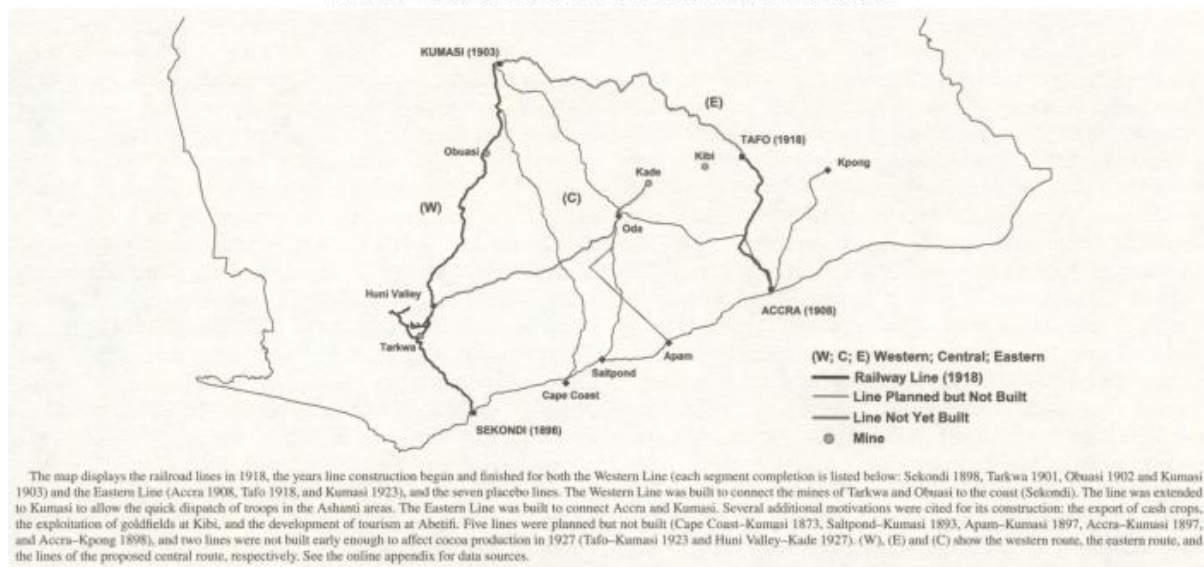 KUMASI (1903)
(E)
TAFO (1918)
Obuasi
Kibi
Kpong
Kade
(W)
(C)
Oda
Huni Valley
ACCRA (1908)
Tarkwa
Apam
(W; C; E) Western; Central; Eastern
Saltpond
Railway Line (1918)
Cape Coast
Line Planned but Not Built
SEKONDI (1898)
Line Not Yet Built
Mine
The map displays the railroad lines in 1918, the years line construction begun and finished for both the Western Line (each segment completion is listed below: Sekondi 1898, Tarkwa 1901, Obuasi 1902 and Kumasi
1903) and the Eastern Line (Accra 1908, Tafo 1918, and Kumasi 1923), and the seven placebo lines. The Western Line was built to connect the mines of Tarkwa and Obuasi to the coast (Sekondi). The line was extended
to Kumasi to allow the quick dispatch of troops in the Ashanti areas. The Eastern Line was built to connect Accra and Kumasi. Several additional motivations were cited for its construction: the export of cash crops,
the exploitation of goldfields at Kibi, and the development of tourism at Abetifi. Five lines were planned but not built (Cape Coast–Kumasi 1873, Saltpond–Kumasi 1893, Apam–Kumasi 1897, Accra–Kumasi 1897,
and Accra–Kpong 1898), and two lines were not built early enough to affect cocoa production in 1927 (Tafo–Kumasi 1923 and Huni Valley–Kade 1927). (W), (E) and (C) show the western route, the eastern route, and
the lines of the proposed central route, respectively. See the online appendix for data sources.